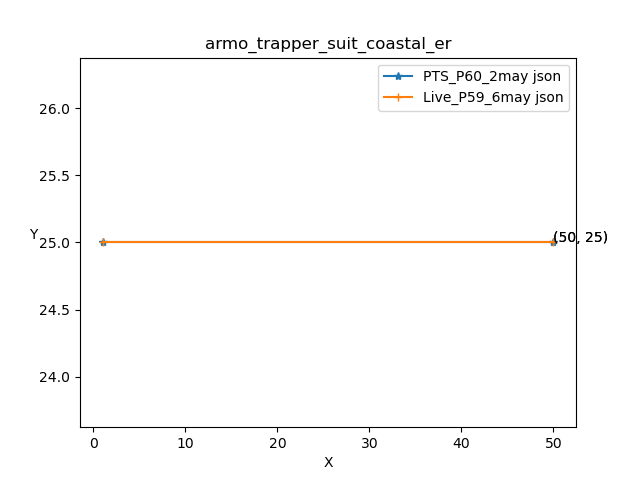 armo_trapper_suit_coastal_er
PTS_P60_2may json
Live_P59_6may json
26.0
25.5
25.0
24.5
24.0
Y
(50, 25)
0 10 20 30 40 50
X